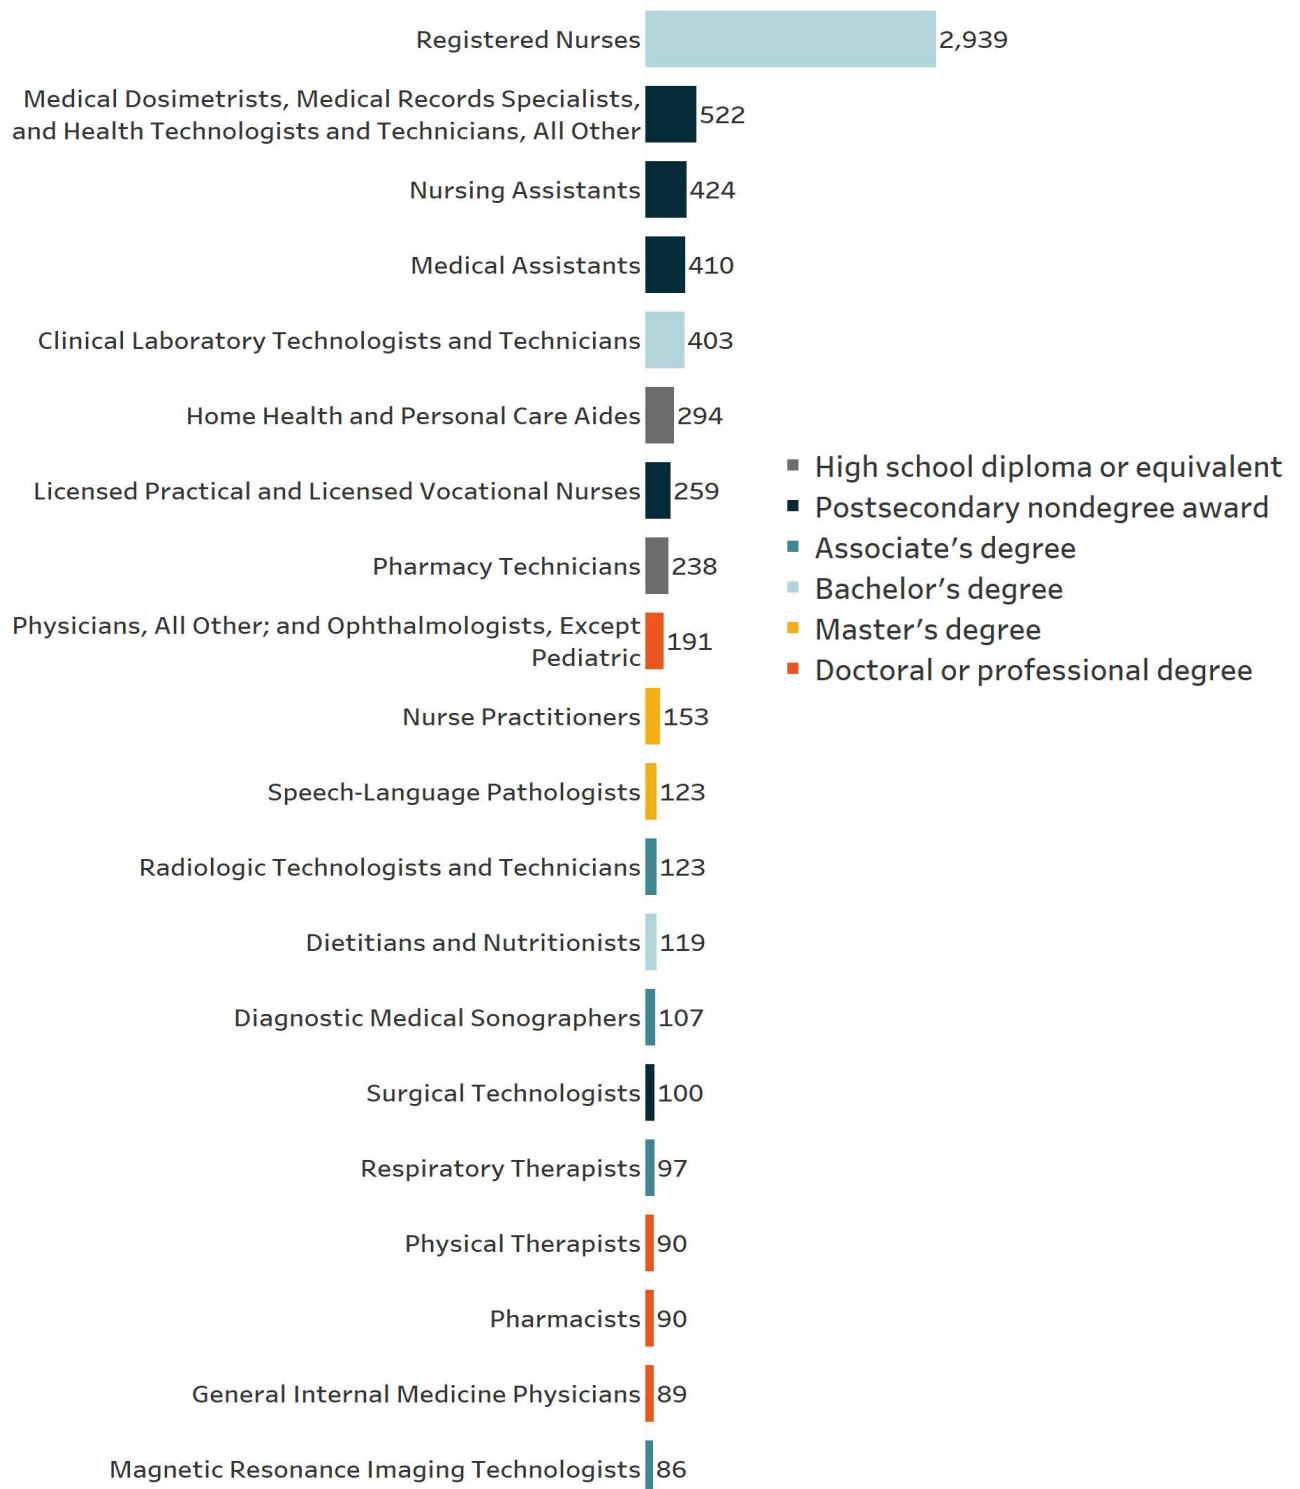 Registered Nurses 2,939
Medical Dosimetrists, Medical Records Specialists,
and Health Technologists and Technicians, All Other 522
Nursing Assistants 424
Medical Assistants 410
Clinical Laboratory Technologists and Technicians 403
Home Health and Personal Care Aides 294
Licensed Practical and Licensed Vocational Nurses 259
Pharmacy Technicians 238
Physicians, All Other; and Ophthalmologists, Except
Pediatric 191
Nurse Practitioners 153
Speech-Language Pathologists 123
Radiologic Technologists and Technicians 123
Dietitians and Nutritionists 119
Diagnostic Medical Sonographers 107
Surgical Technologists 100
Respiratory Therapists 97
Physical Therapists 90
Pharmacists 90
General Internal Medicine Physicians 89
Magnetic Resonance Imaging Technologists 86
High school diploma or equivalent
Postsecondary nondegree award
Associate’s degree
Bachelor’s degree
Master’s degree
Doctoral or professional degree